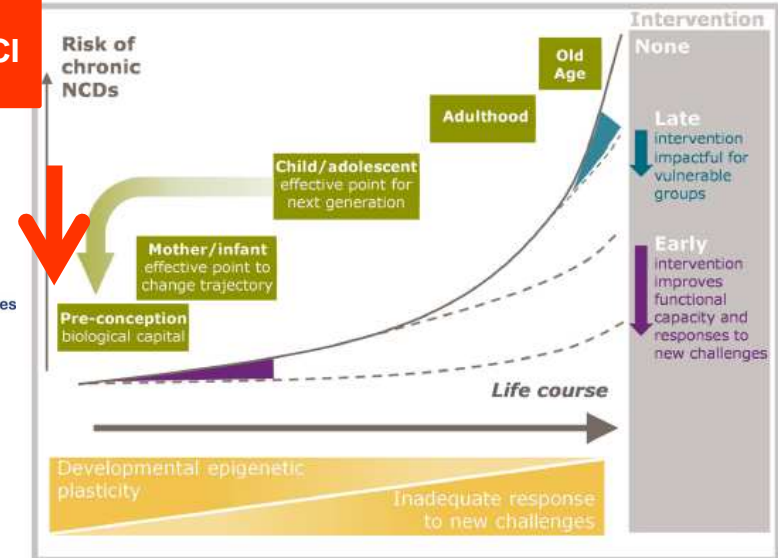 CI
Risk of
chronic
NCDs
Intervention
None
Old
Age
Adulthood
Late
intervention
impactful for
vulnerable
groups
Child/adolescent
effective point for
next generation
Mother/infant
effective point to
change trajectory
Early
intervention
improves
functional
capacity and
responses to
new challenges
es
Pre-conception
biological capital
Life course
Developmental epigenetic
plasticity
Inadequate response
to new challenges